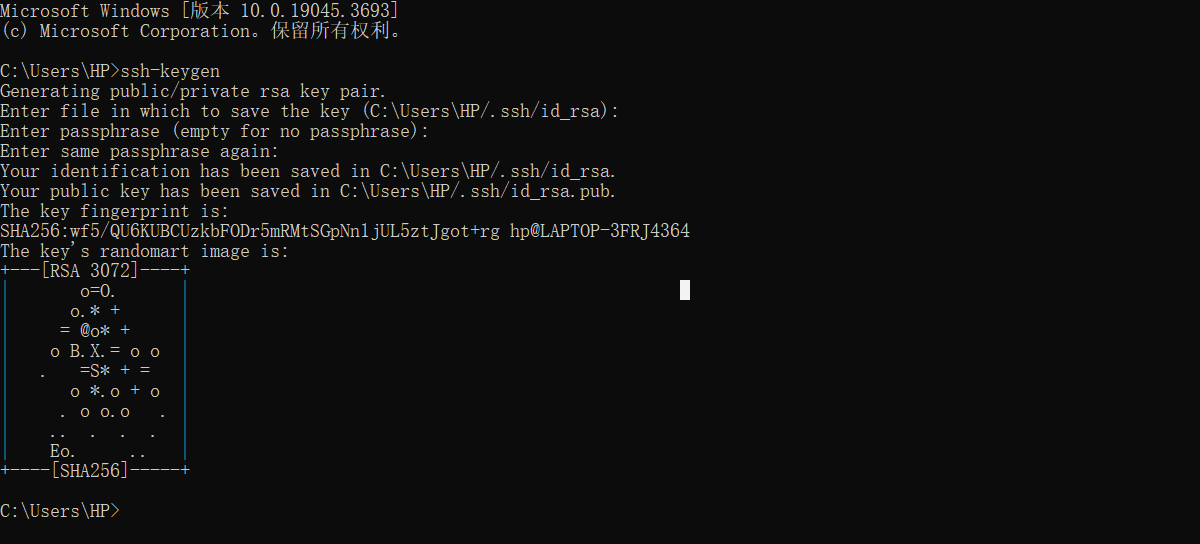 Microsoft Windows [版本 10.0.19045.3693]
(c) Microsoft Corporation。保留所有权利。
C:\Users\HP>ssh-keygen
Generating public/private rsa key pair.
Enter file in which to save the key (C:\Users\HP/.ssh/id_rsa):
Enter passphrase (empty for no passphrase):
Enter same passphrase again:
Your identification has been saved in C:\Users\HP/.ssh/id_rsa.
Your public key has been saved in C:\Users\HP/.ssh/id_rsa.pub.
The key fingerprint is:
SHA256:wf5/QU6KUBCUzkbFODr5mRMtSGpNn1jUL5ztJgot+rg hp@LAPTOP-3FRJ4364
The key's randomart image is:
+---[RSA 3072]----+
|       o=O.      |
|      o.* +      |
|     = @o* +     |
|    o B.X.= o o  |
|   .   =S* + =   |
|      o *.o + o  |
|     . o o.o   . |
|    ..  .  .  .  |
|    Eo.     ..   |
+----[SHA256]-----+
C:\Users\HP>